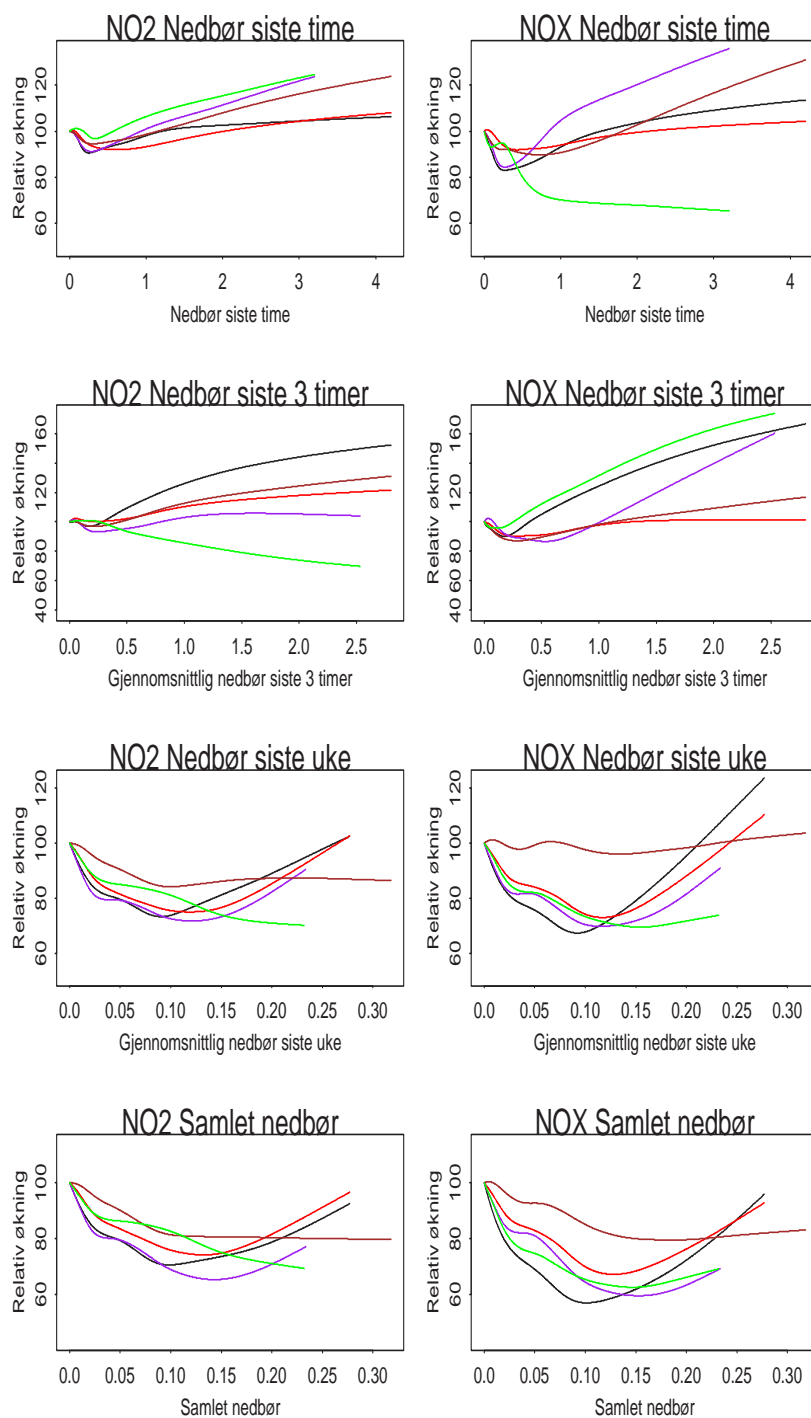 NO2 Nedbør siste time
Relativ økning
60 80 100 120
0 1 2 3 4
Nedbør siste time
NOX Nedbør siste time
Relativ økning
60 80 100 120
0 1 2 3 4
Nedbør siste time
NO2 Nedbør siste 3 timer
Relativ økning
40 60 80 120 160
0.0 0.5 1.0 1.5 2.0 2.5
Gjennomsnittlig nedbør siste 3 timer
NOX Nedbør siste 3 timer
Relativ økning
40 60 80 120 160
0.0 0.5 1.0 1.5 2.0 2.5
Gjennomsnittlig nedbør siste 3 timer
NO2 Nedbør siste uke
Relativ økning
60 80 100 120
0.0 0.05 0.10 0.15 0.20 0.25 0.30
Gjennomsnittlig nedbør siste uke
NOX Nedbør siste uke
Relativ økning
60 80 100 120
0.0 0.05 0.10 0.15 0.20 0.25 0.30
Gjennomsnittlig nedbør siste uke
NO2 Samlet nedbør
Relativ økning
60 80 100
0.0 0.05 0.10 0.15 0.20 0.25 0.30
Samlet nedbør
NOX Samlet nedbør
Relativ økning
60 80 100
0.0 0.05 0.10 0.15 0.20 0.25 0.30
Samlet nedbør